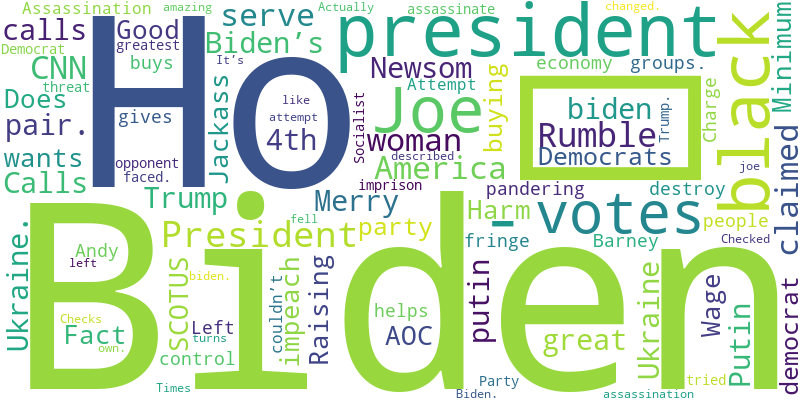 Assassination
amazing
Actually
assassinate
changed.
calls
Good
serve
president
Minimum
Democrat
greatest
Biden’s
CNN
buys
It’s
Newsom
economy
groups.
black
threat
Does
Ho
like
Attempt
buying
Charge
pair.
gives
Jackass
attempt
4th
Joe
□
biden
Trump.
Rumble
Democrats
Socialist
woman
wants
opponent
faced.
described
America
joe
Calls
imprison
pandering
destroy
Trump
Merry
Harm
-
votes
people
claimed
President
fell
party
fringe
Barney
Checked
Ukraine.
Biden
Andy
left
SCOTUS
biden.
couldn’t
impeach
Raising
putin
Ukraine
Wage
Putin
democrat
Checks
Fact
own.
Left
turns
control
helps
AOC
great
Times
Party
Biden.
tried
assassination